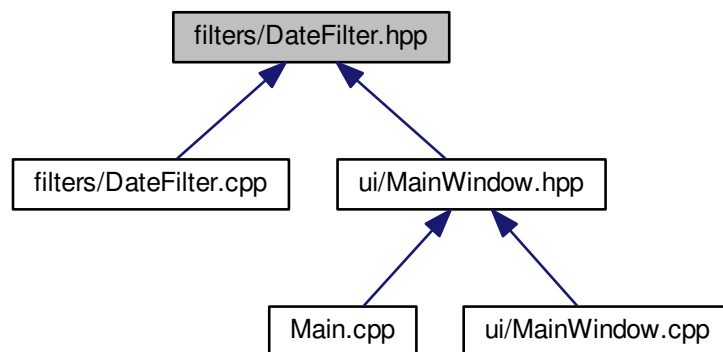 filters/DateFilter.hpp
filters/DateFilter.cpp
ui/MainWindow.hpp
Main.cpp
ui/MainWindow.cpp